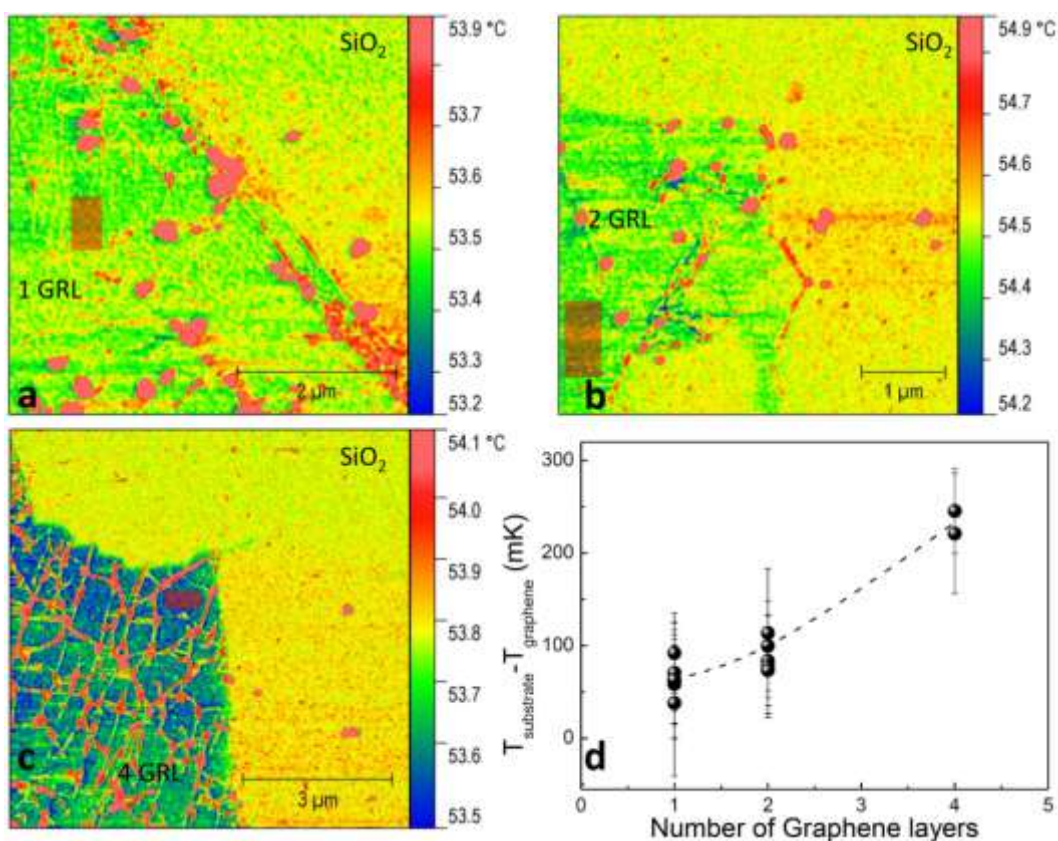 SiO₂
53.9 °C
53.7
53.6
53.5
53.4
53.3
53.2
1 GRL
2 µm
a
SiO₂
54.9 °C
54.7
54.6
54.5
54.4
54.3
54.2
2 GRL
1 µm
b
SiO₂
54.1 °C
54.0
53.9
53.8
53.7
53.6
53.5
4 GRL
3 µm
c
T substrate-T graphene (mK)
300
200
100
0
d
0 1 2 3 4 5
Number of Graphene layers